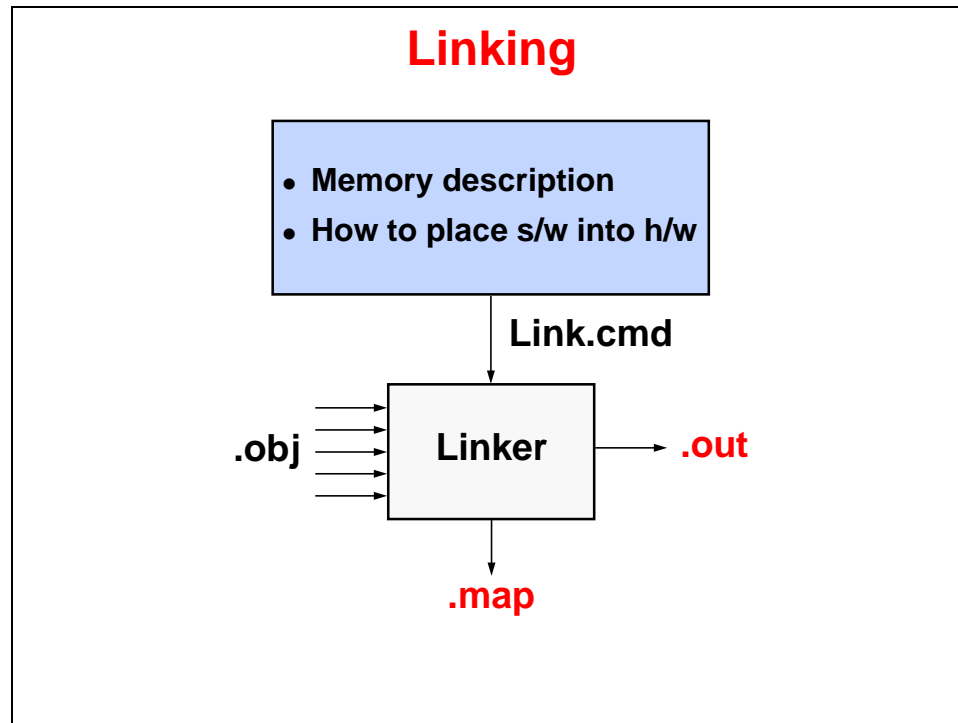 Linking
• Memory description
• How to place s/w into h/w
Link.cmd
.obj
Linker
.out
.map